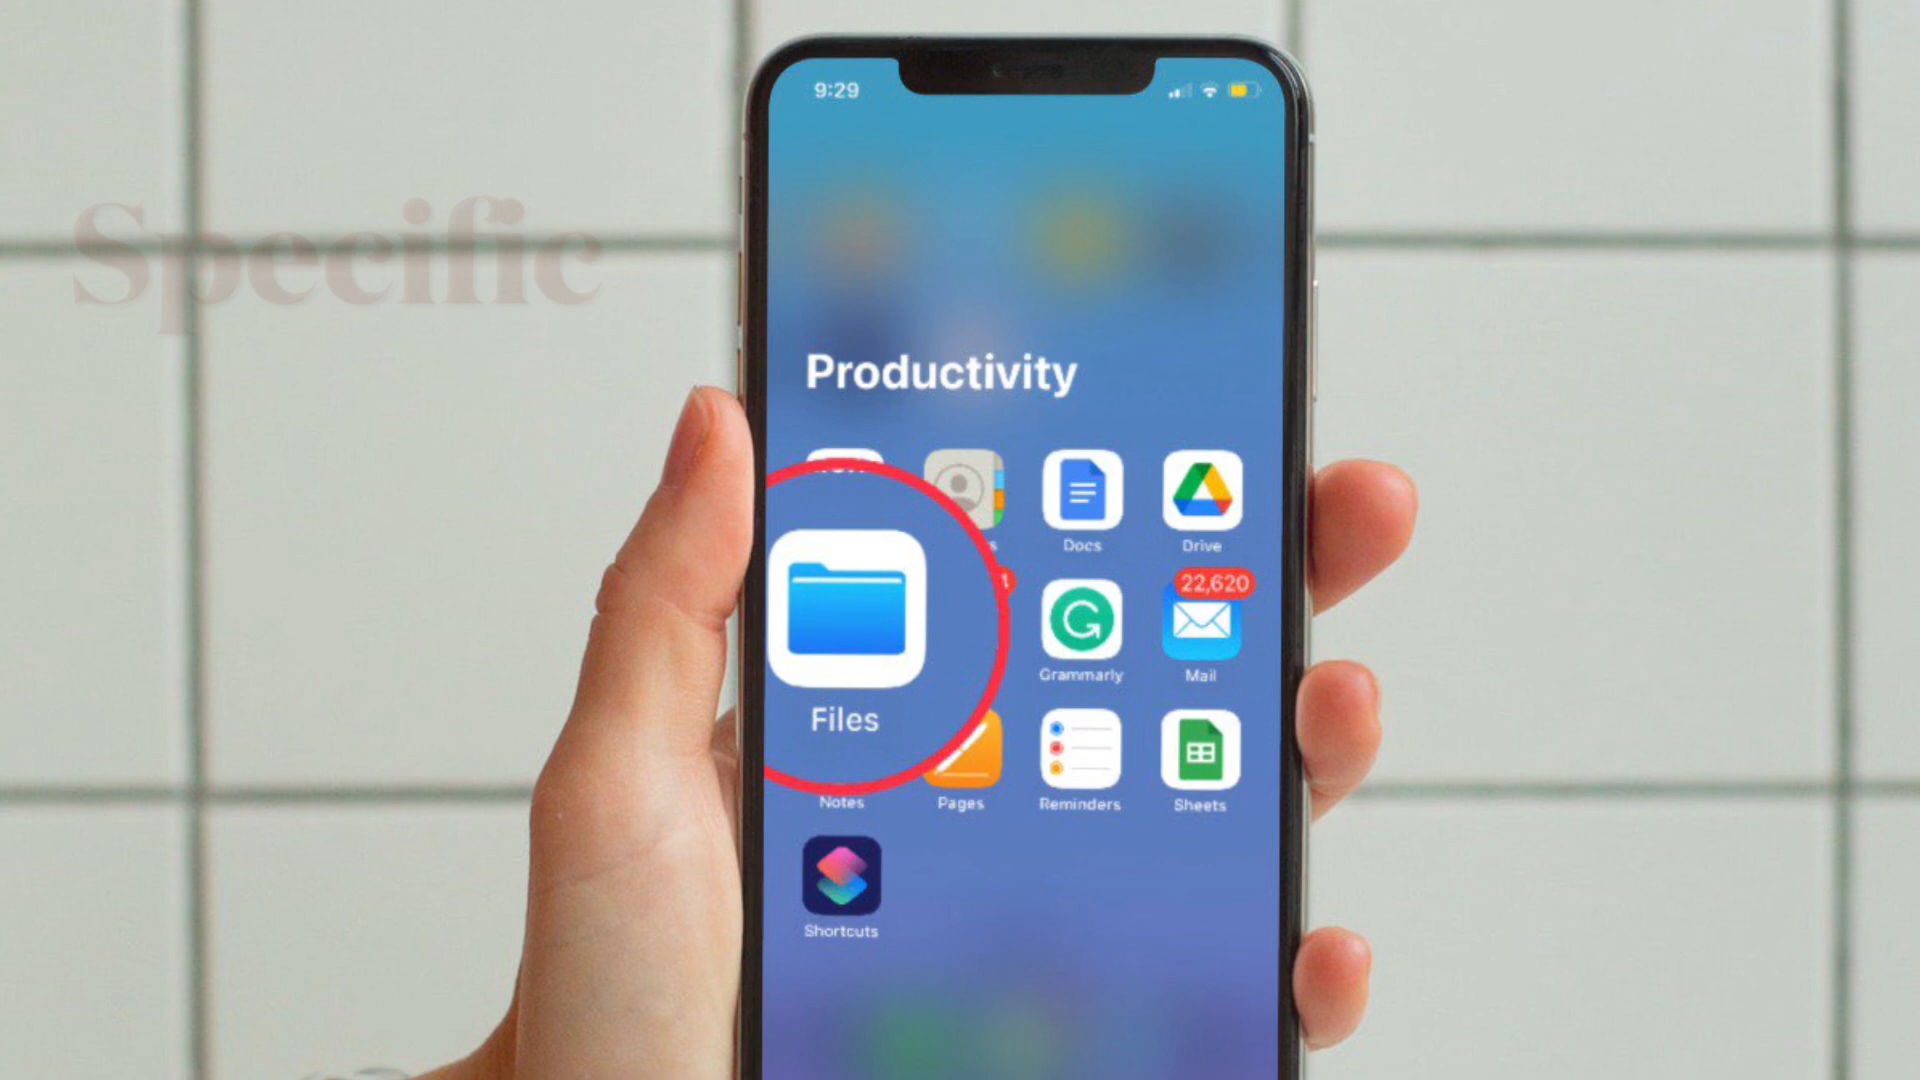 9:29
Specific
Productivity
Docs
Drive
22,620
Files
Grammarly
Mail
Notes
Pages
Reminders
Sheets
Shortcuts